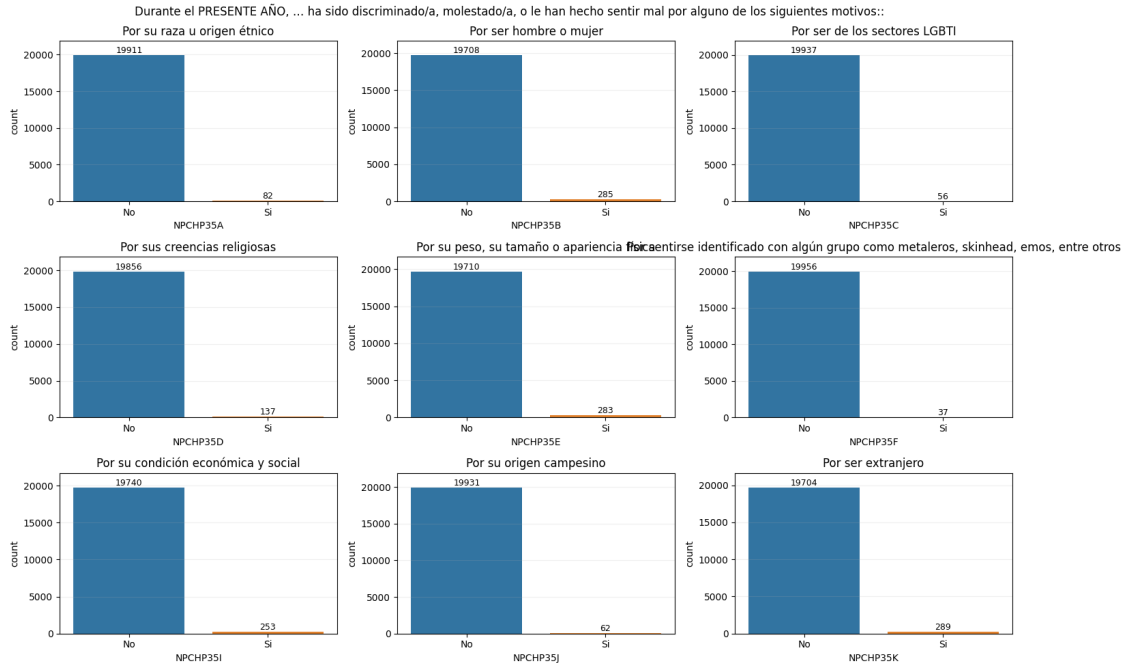 Durante el PRESENTE AÑO, ... ha sido discriminado/a, molestado/a, o le han hecho sentir mal por alguno de los siguientes motivos::
Por su raza u origen étnico
count
20000
15000
10000
5000
0
19911
82
No
Si
NPCHP35A
Por ser hombre o mujer
count
20000
15000
10000
5000
0
19708
285
No
Si
NPCHP35B
Por ser de los sectores LGBTI
count
20000
15000
10000
5000
0
19937
56
No
Si
NPCHP35C
Por sus creencias religiosas
count
20000
15000
10000
5000
0
19856
137
No
Si
NPCHP35D
Por su peso, su tamaño o apariencia física
count
20000
15000
10000
5000
0
19710
283
No
Si
NPCHP35E
Por sentirse identificado con algún grupo como metaleros, skinhead, emos, entre otros
count
20000
15000
10000
5000
0
19956
37
No
Si
NPCHP35F
Por su condición económica y social
count
20000
15000
10000
5000
0
19740
253
No
Si
NPCHP35I
Por su origen campesino
count
20000
15000
10000
5000
0
19931
62
No
Si
NPCHP35J
Por ser extranjero
count
20000
15000
10000
5000
0
19704
289
No
Si
NPCHP35K